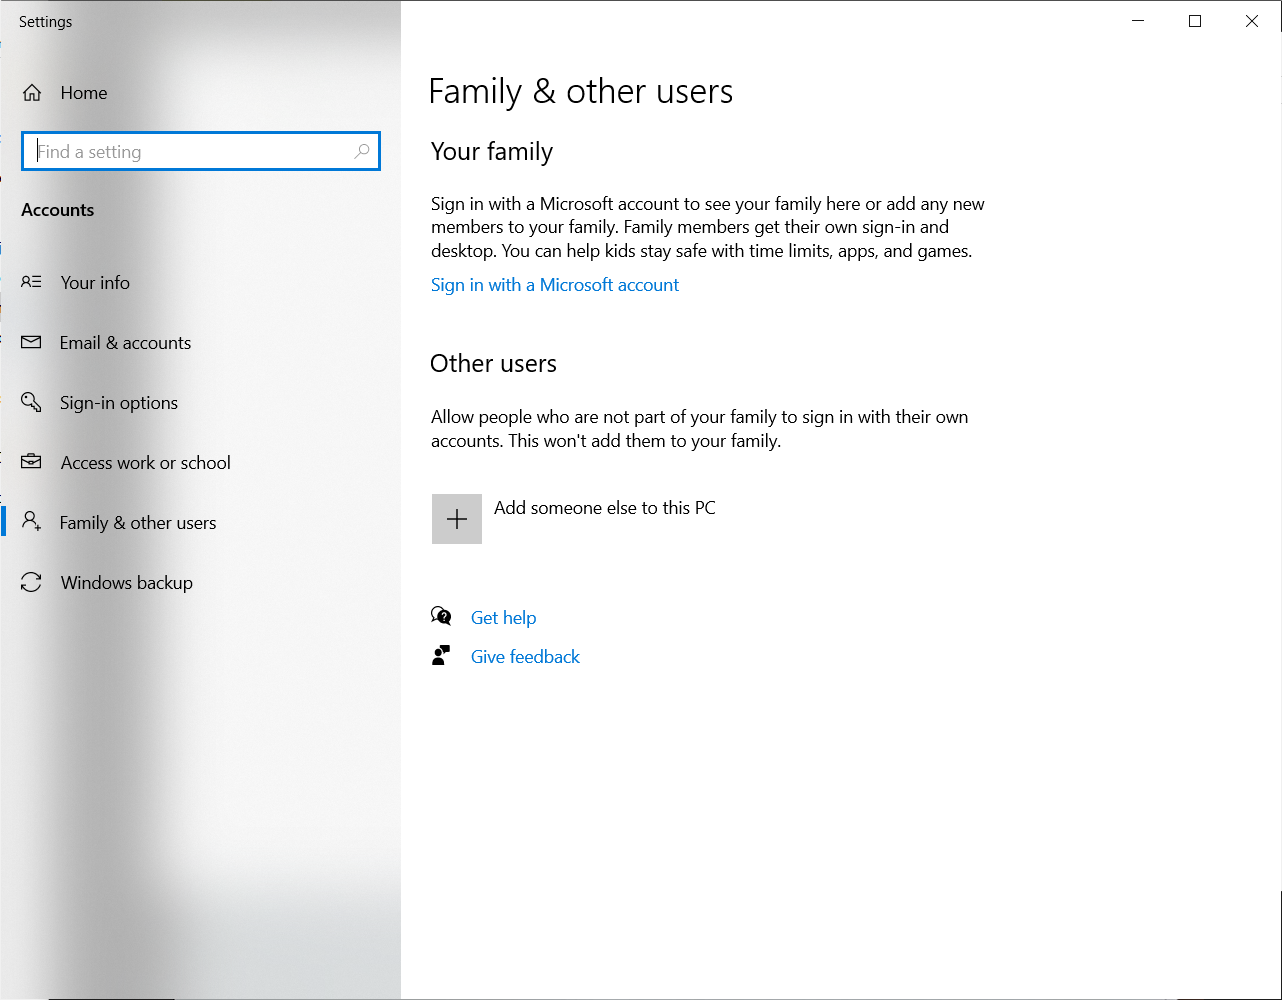 Settings
Home
Find a setting
Accounts
Your info
Email & accounts
Sign-in options
Access work or school
Family & other users
Windows backup
Family & other users
Your family
Sign in with a Microsoft account to see your family here or add any new
members to your family. Family members get their own sign-in and
desktop. You can help kids stay safe with time limits, apps, and games.
Sign in with a Microsoft account
Other users
Allow people who are not part of your family to sign in with their own
accounts. This won't add them to your family.
Add someone else to this PC
Get help
Give feedback